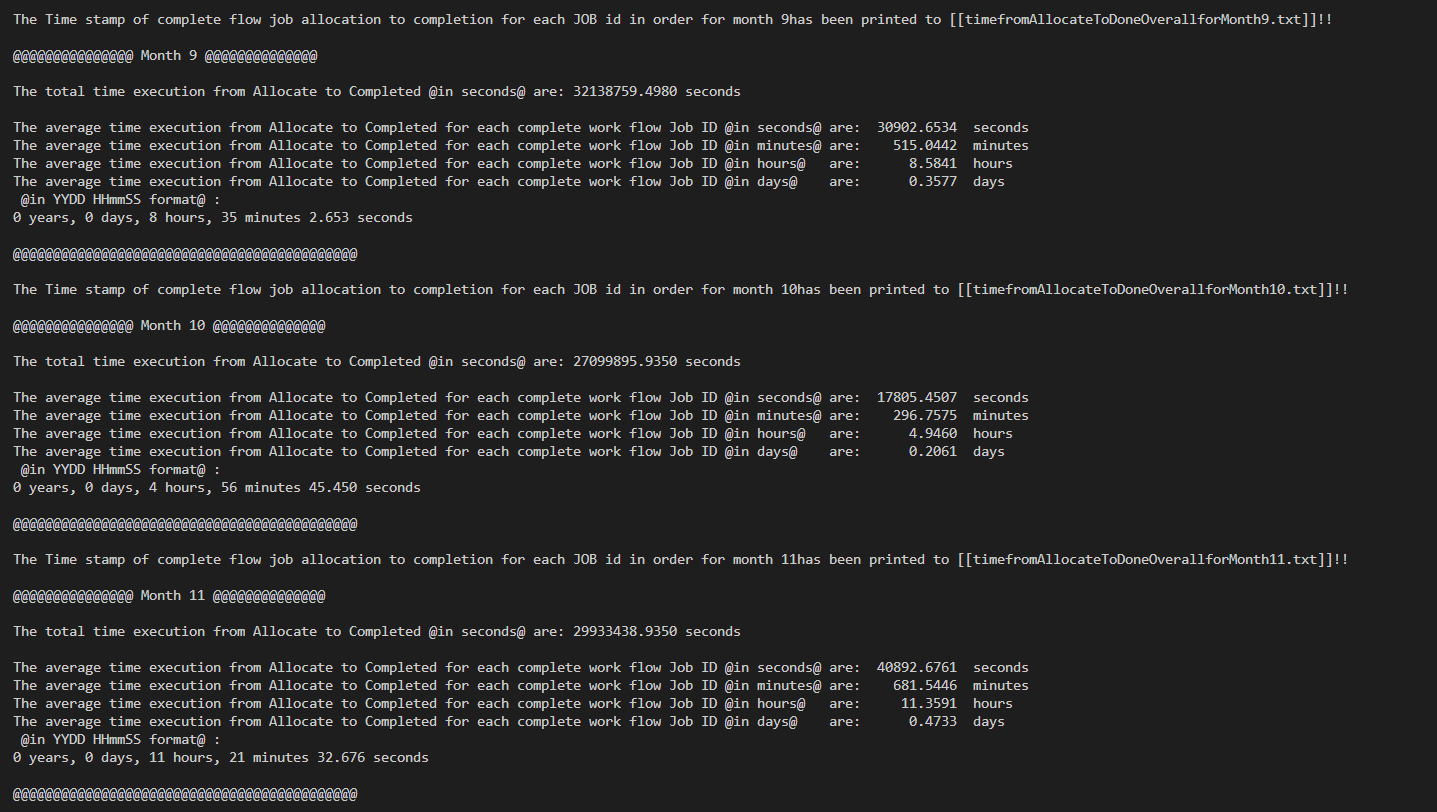 The Time stamp of complete flow job allocation to completion for each JOB id in order for month 9has been printed to [[timefromAllocateToDoneOverallforMonth9.txt]]!!
@@@@@@@@@@@@@@@ Month 9 @@@@@@@@@@@@@@
The total time execution from Allocate to Completed @in seconds@ are: 32138759.4980 seconds
The average time execution from Allocate to Completed for each complete work flow Job ID @in seconds@ are:  30902.6534  seconds
The average time execution from Allocate to Completed for each complete work flow Job ID @in minutes@ are:    515.0442  minutes
The average time execution from Allocate to Completed for each complete work flow Job ID @in hours@   are:      8.5841  hours
The average time execution from Allocate to Completed for each complete work flow Job ID @in days@    are:      0.3577  days
 @in YYDD HHmmSS format@ :
0 years, 0 days, 8 hours, 35 minutes 2.653 seconds
@@@@@@@@@@@@@@@@@@@@@@@@@@@@@@@@@@@@@@@@@@@
The Time stamp of complete flow job allocation to completion for each JOB id in order for month 10has been printed to [[timefromAllocateToDoneOverallforMonth10.txt]]!!
@@@@@@@@@@@@@@@ Month 10 @@@@@@@@@@@@@@
The total time execution from Allocate to Completed @in seconds@ are: 27099895.9350 seconds
The average time execution from Allocate to Completed for each complete work flow Job ID @in seconds@ are:  17805.4507  seconds
The average time execution from Allocate to Completed for each complete work flow Job ID @in minutes@ are:    296.7575  minutes
The average time execution from Allocate to Completed for each complete work flow Job ID @in hours@   are:      4.9460  hours
The average time execution from Allocate to Completed for each complete work flow Job ID @in days@    are:      0.2061  days
 @in YYDD HHmmSS format@ :
0 years, 0 days, 4 hours, 56 minutes 45.450 seconds
@@@@@@@@@@@@@@@@@@@@@@@@@@@@@@@@@@@@@@@@@@@
The Time stamp of complete flow job allocation to completion for each JOB id in order for month 11has been printed to [[timefromAllocateToDoneOverallforMonth11.txt]]!!
@@@@@@@@@@@@@@@ Month 11 @@@@@@@@@@@@@@
The total time execution from Allocate to Completed @in seconds@ are: 29933438.9350 seconds
The average time execution from Allocate to Completed for each complete work flow Job ID @in seconds@ are:  40892.6761  seconds
The average time execution from Allocate to Completed for each complete work flow Job ID @in minutes@ are:    681.5446  minutes
The average time execution from Allocate to Completed for each complete work flow Job ID @in hours@   are:     11.3591  hours
The average time execution from Allocate to Completed for each complete work flow Job ID @in days@    are:      0.4733  days
 @in YYDD HHmmSS format@ :
0 years, 0 days, 11 hours, 21 minutes 32.676 seconds
@@@@@@@@@@@@@@@@@@@@@@@@@@@@@@@@@@@@@@@@@@@